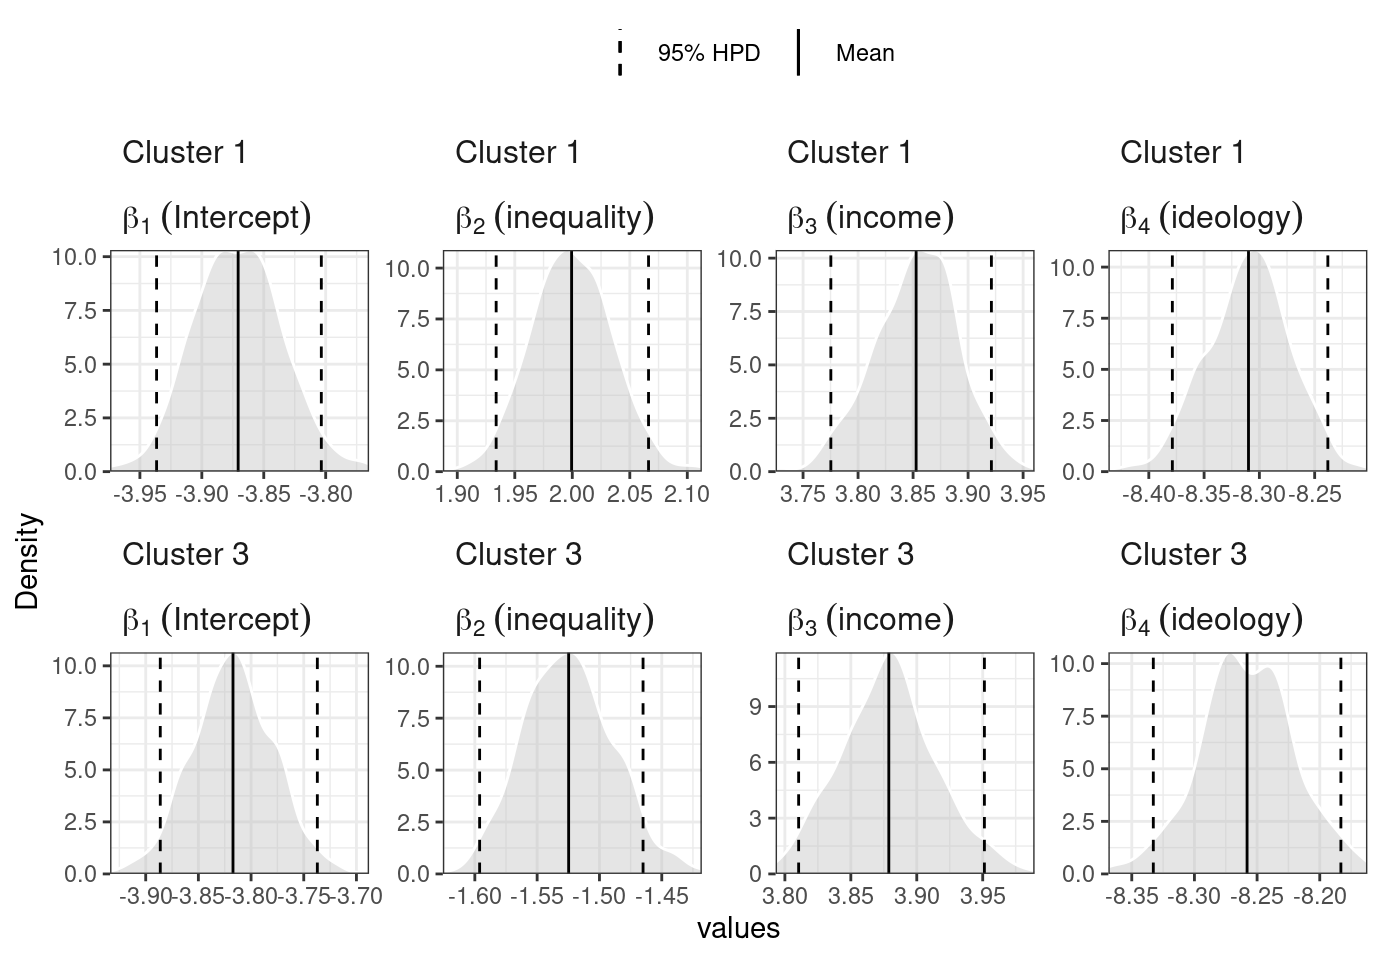 95% HPD Mean
Cluster 1 Cluster 1 Cluster 1 Cluster 1
β1 (Intercept) β2 (inequality) β3 (income) β4 (ideology)
10.0 7.5 5.0 2.5 0.0
-3.95 -3.90 -3.85 -3.80
10.0 7.5 5.0 2.5 0.0
1.90 1.95 2.00 2.05 2.10
10.0 7.5 5.0 2.5 0.0
3.75 3.80 3.85 3.90 3.95
10.0 7.5 5.0 2.5 0.0
-8.40 -8.35 -8.30 -8.25
Density
Cluster 3 Cluster 3 Cluster 3 Cluster 3
β1 (Intercept) β2 (inequality) β3 (income) β4 (ideology)
10.0 7.5 5.0 2.5 0.0
-3.90 -3.85 -3.80 -3.75 -3.70
10.0 7.5 5.0 2.5 0.0
-1.60 -1.55 -1.50 -1.45
9 6 3 0
3.80 3.85 3.90 3.95
10.0 7.5 5.0 2.5 0.0
-8.35 -8.30 -8.25 -8.20
values